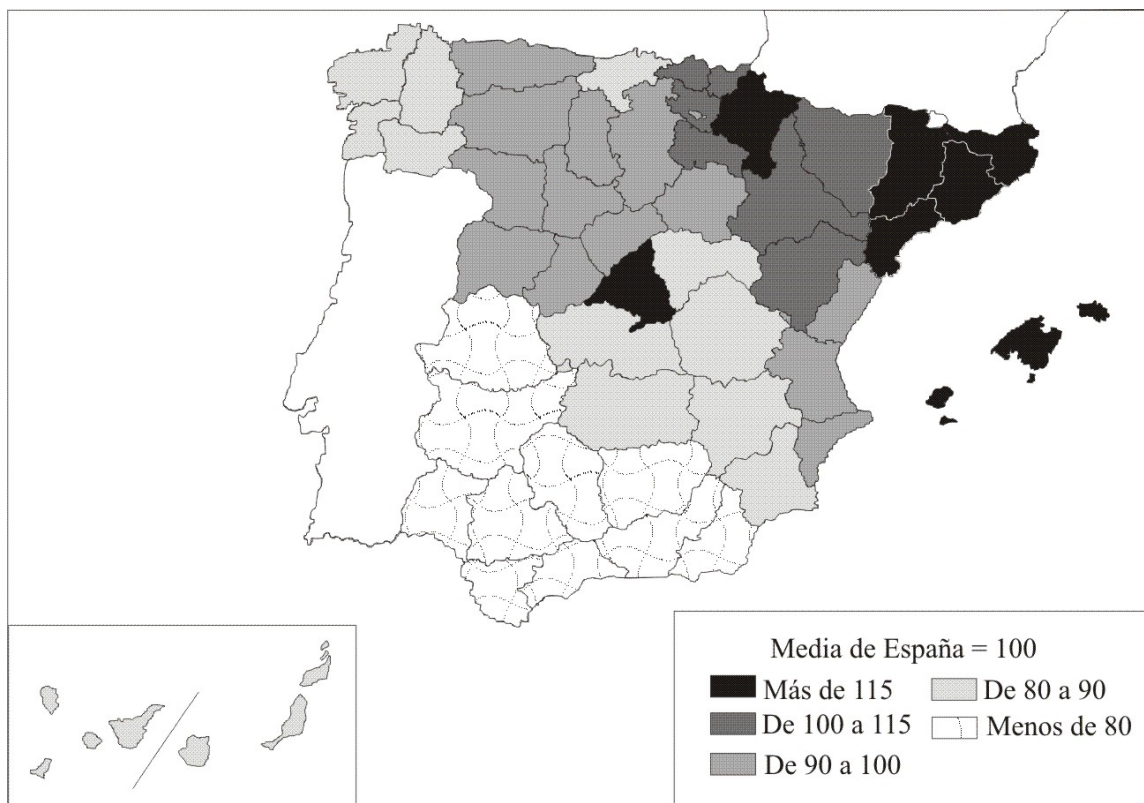 Media de España = 100
Más de 115
De 80 a 90
De 100 a 115
Menos de 80
De 90 a 100